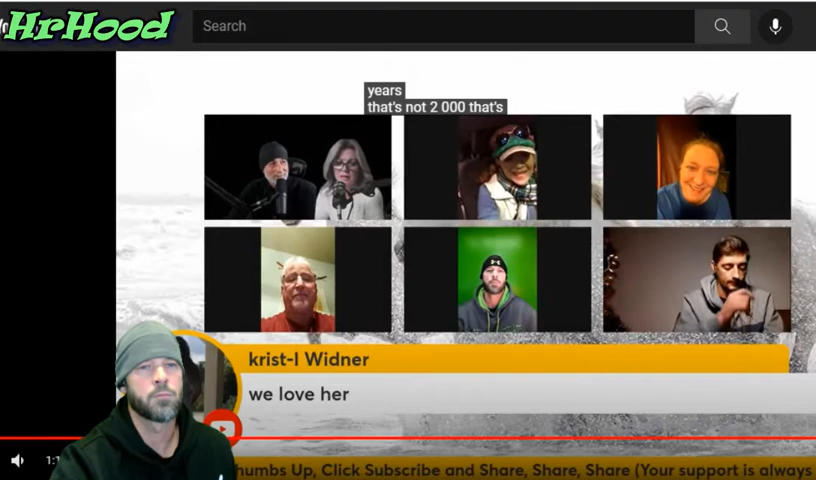 HrHood
Search
years
that's not 2 000 that's
krist-l Widner
we love her
humbs Up, Click Subscribe and Share, Share, Share (Your support is always